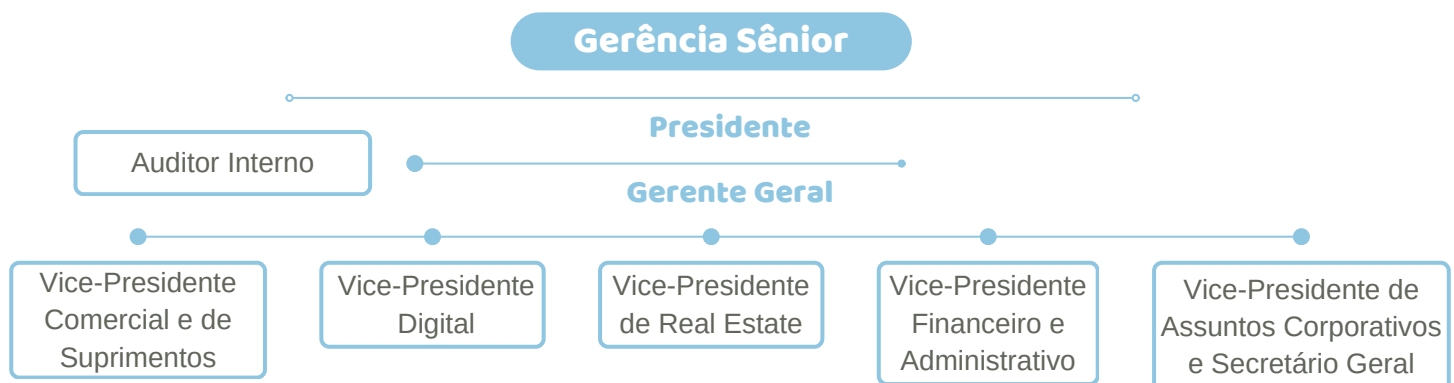 Gerência Sênior
Presidente
Auditor Interno
Gerente Geral
Vice-Presidente
Comercial e de
Suprimentos
Vice-Presidente
Digital
Vice-Presidente
de Real Estate
Vice-Presidente
Financeiro e
Administrativo
Vice-Presidente de
Assuntos Corporativos
e Secretário Geral